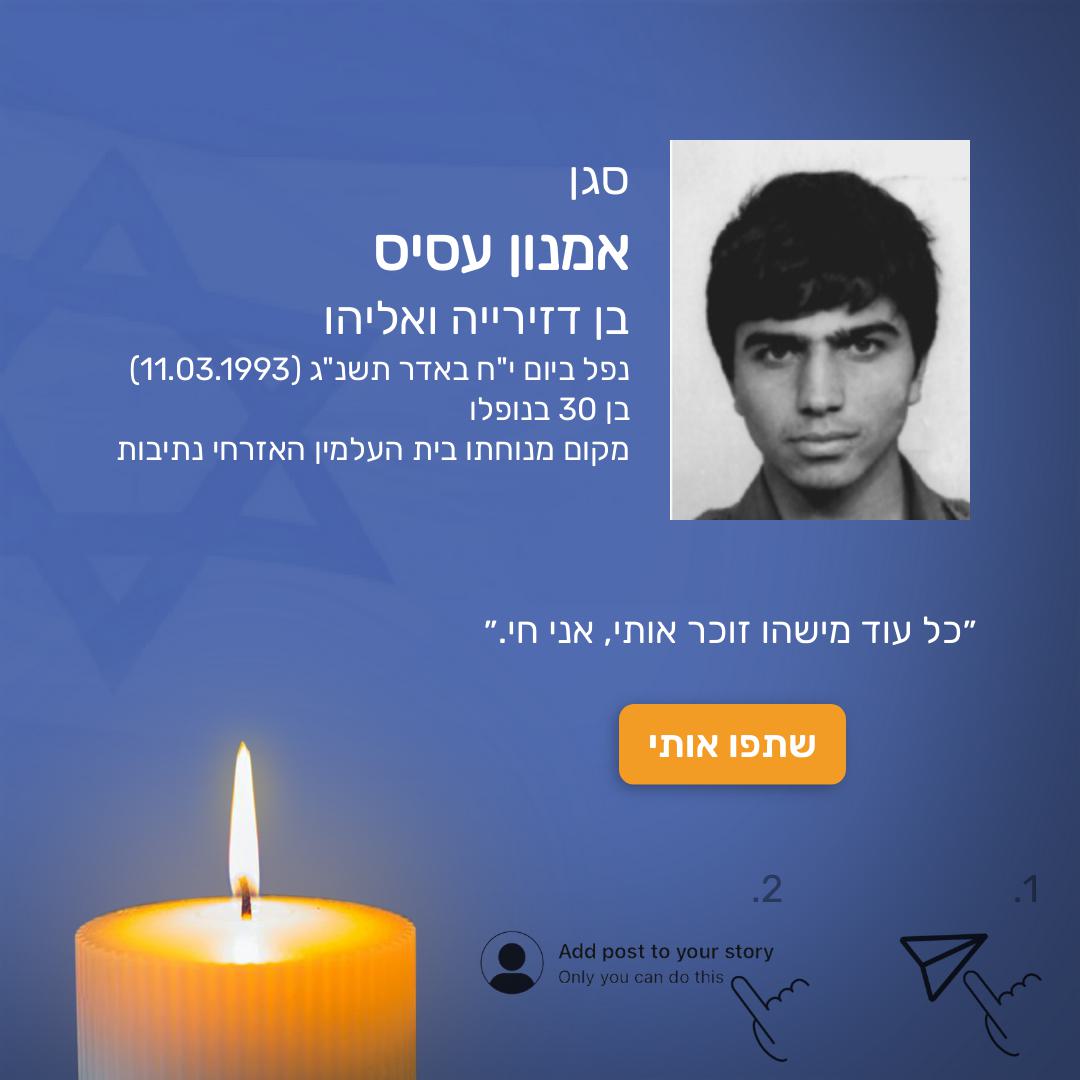 סגן
אמנון עסיס
בן דזירייה ואליהו
נפל ביום י"ח באדר תשנ"ג (11.03.1993)
בן 30 בנופלו
מקום מנוחתו בית העלמין האזרחי נתיבות
״כל עוד מישהו זוכר אותי, אני חי.״
שתפו אותי
1.
2.
Add post to your story
Only you can do this